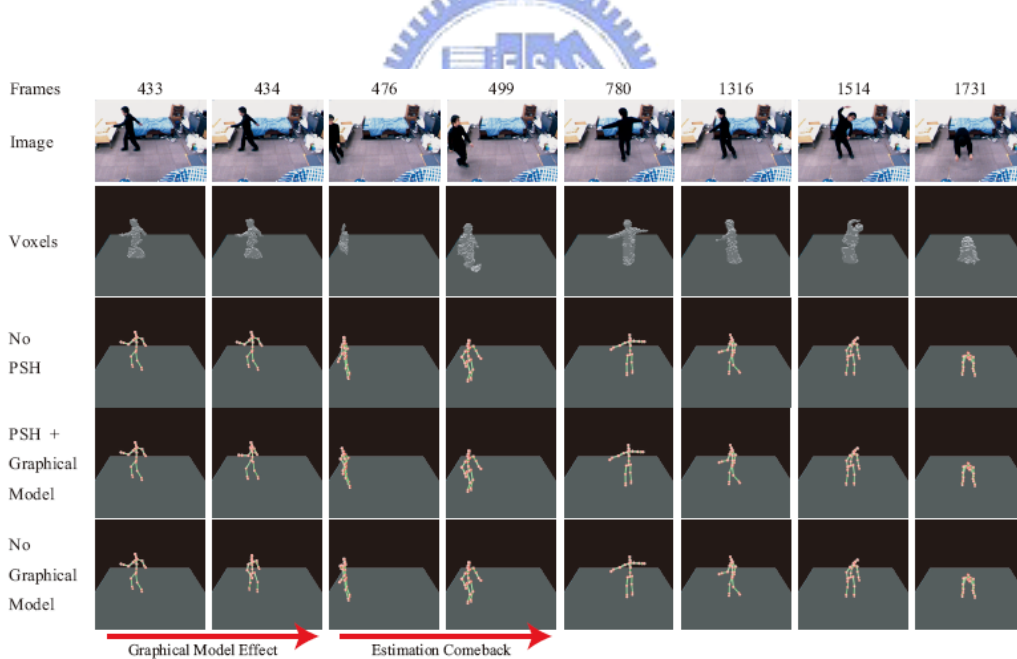 Frames 433 434 476 499 780 1316 1514 1731
Image
Voxels
No
PSH
PSH +
Graphical
Model
No
Graphical
Model
Graphical Model Effect Estimation Comeback